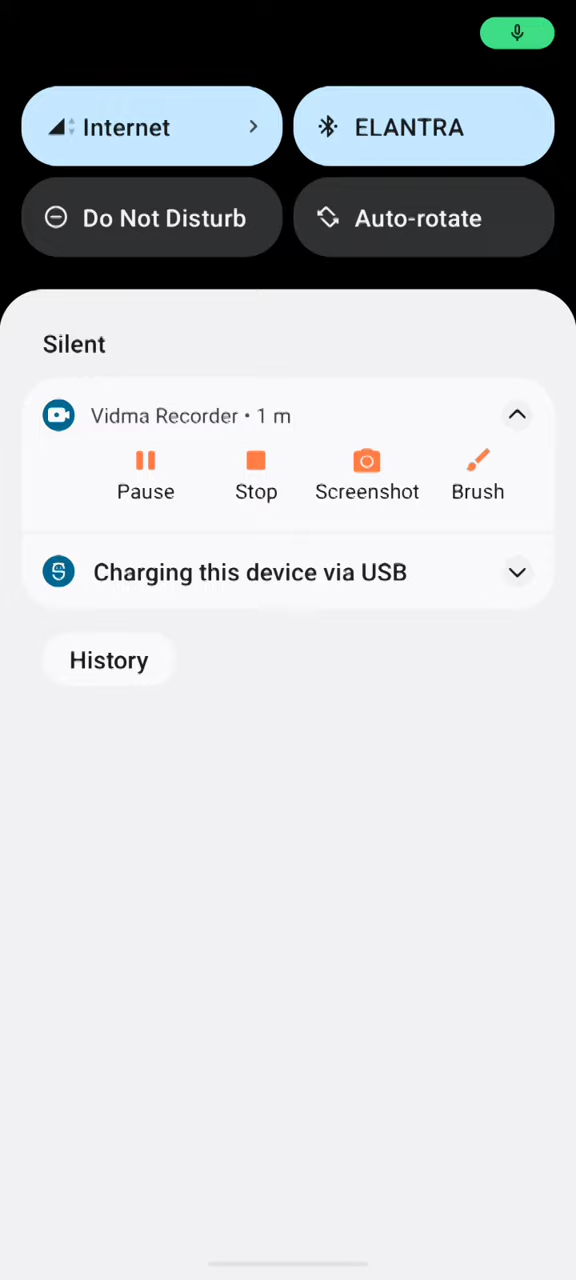 Internet
ELANTRA
Do Not Disturb
Auto-rotate
Silent
Vidma Recorder • 1 m
Pause
Stop
Screenshot
Brush
Charging this device via USB
History